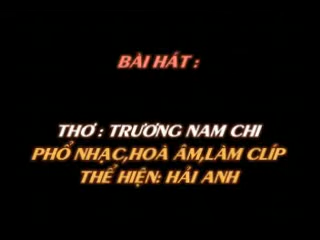 BÀI HÁT :
THƠ : TRƯƠNG NAM CHI
PHỔ NHẠC,HOÀ ÂM,LÀM CLÍP
THỂ HIỆN: HẢI ANH